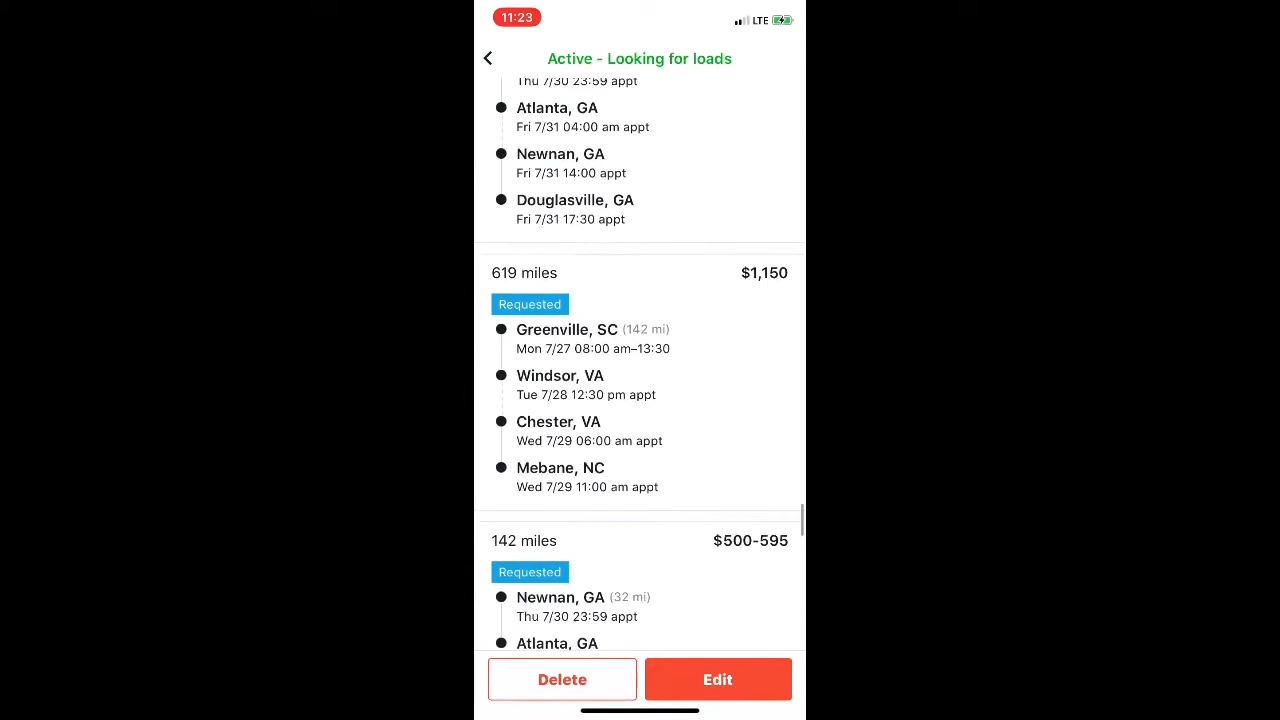 11:23
LTE
Active - Looking for loads
Thu 7/30 23:59 appt
Atlanta, GA
Fri 7/31 04:00 am appt
Newnan, GA
Fri 7/31 14:00 appt
Douglasville, GA
Fri 7/31 17:30 appt
619 miles $1,150
Requested
Greenville, SC (142 mi)
Mon 7/27 08:00 am–13:30
Windsor, VA
Tue 7/28 12:30 pm appt
Chester, VA
Wed 7/29 06:00 am appt
Mebane, NC
Wed 7/29 11:00 am appt
142 miles $500-595
Requested
Newnan, GA (32 mi)
Thu 7/30 23:59 appt
Atlanta, GA
Delete Edit